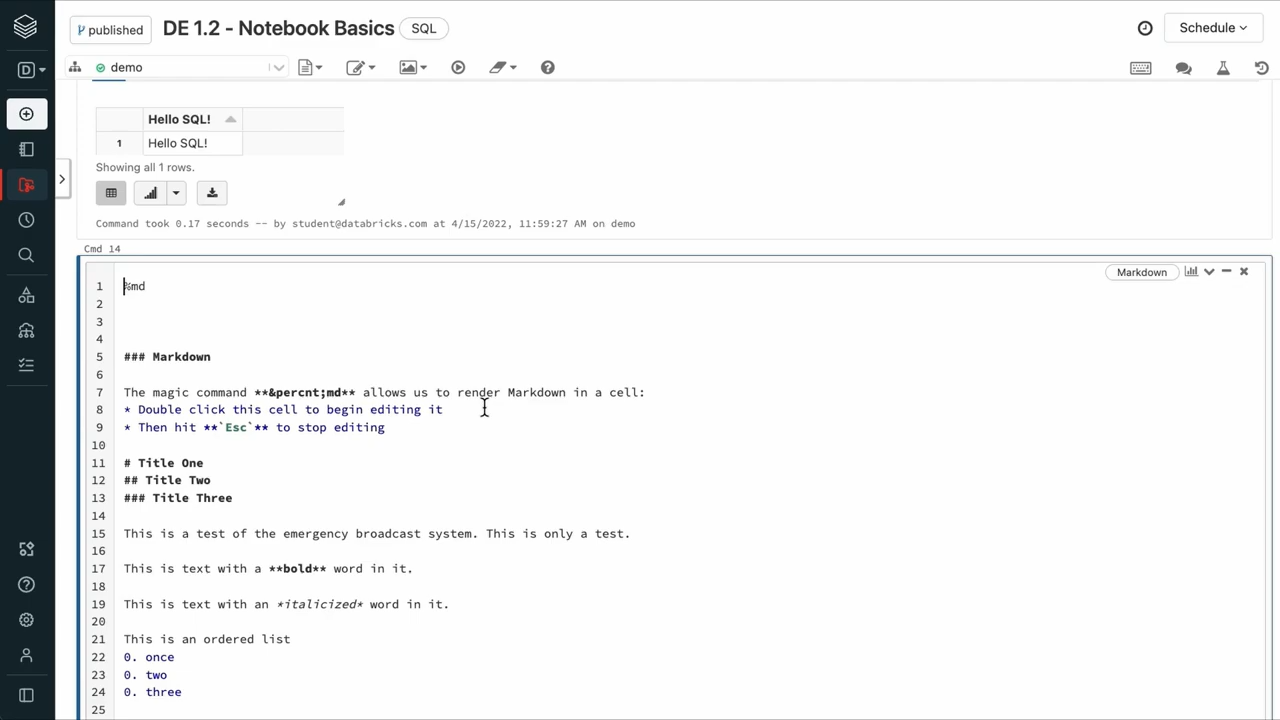 published
DE 1.2 - Notebook Basics
SQL
Schedule
D
demo
Hello SQL!
1 Hello SQL!
Showing all 1 rows.
Command took 0.17 seconds -- by student@databricks.com at 4/15/2022, 11:59:27 AM on demo
Cmd 14
Markdown
1 %md
2
3
4
5 ### Markdown
6
7 The magic command **&percnt;md** allows us to render Markdown in a cell:
8 * Double click this cell to begin editing it
9 * Then hit **`Esc`** to stop editing
10
11 # Title One
12 ## Title Two
13 ### Title Three
14
15 This is a test of the emergency broadcast system. This is only a test.
16
17 This is text with a **bold** word in it.
18
19 This is text with an *italicized* word in it.
20
21 This is an ordered list
22 0. once
23 0. two
24 0. three
25